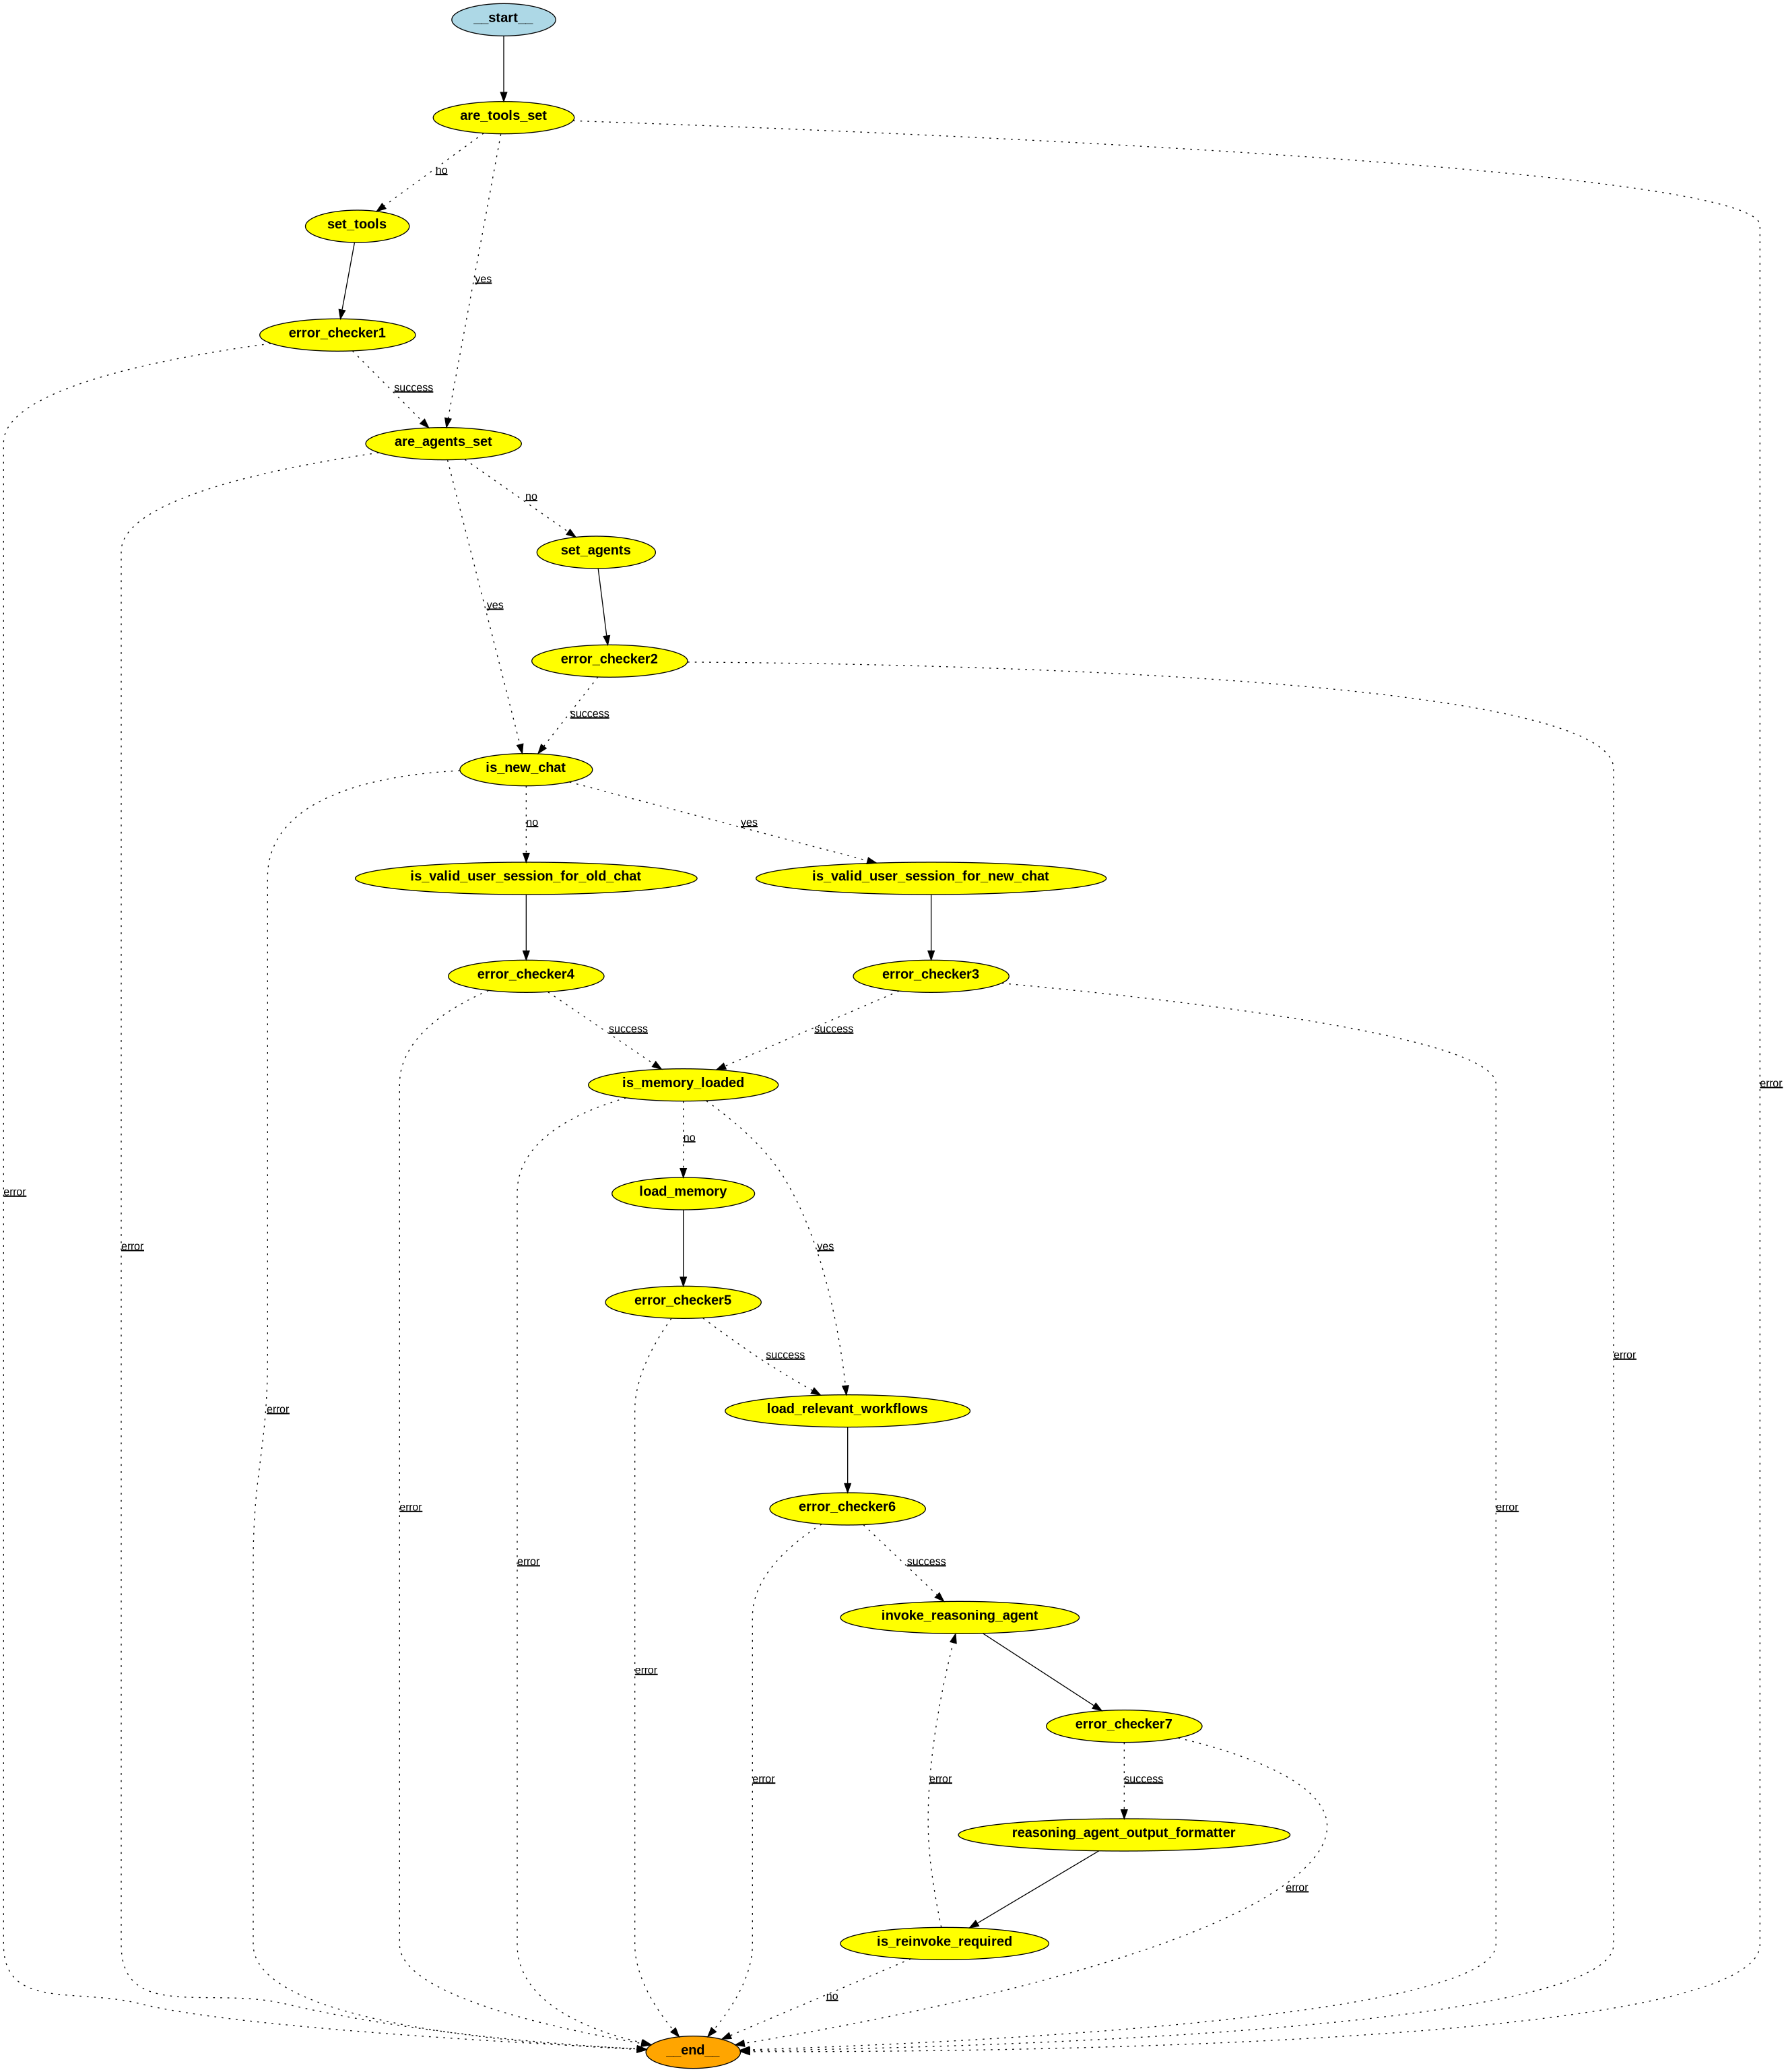 __start__
are_tools_set
no
set_tools
yes
error_checker1
success
are_agents_set
no
set_agents
yes
error_checker2
success
is_new_chat
no
yes
is_valid_user_session_for_old_chat
is_valid_user_session_for_new_chat
error_checker4
error_checker3
success
success
is_memory_loaded
error
no
load_memory
error
yes
error
error_checker5
success
error
error
load_relevant_workflows
error_checker6
error
error
error
success
invoke_reasoning_agent
error
error_checker7
error
error
success
reasoning_agent_output_formatter
error
is_reinvoke_required
no
__end__